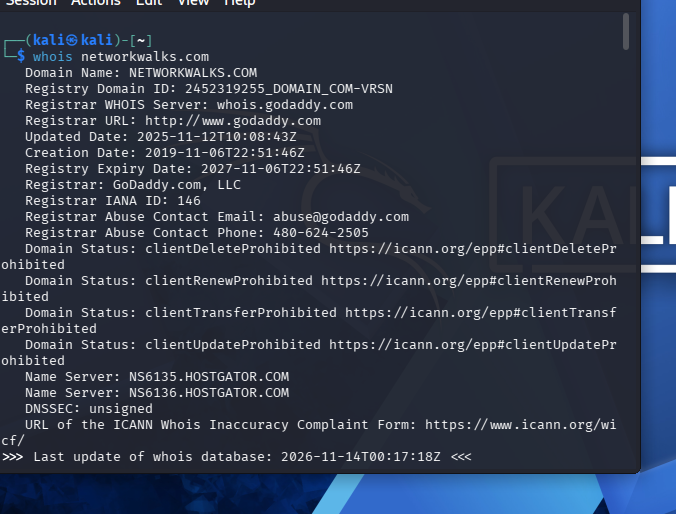 Session Actions Edit View Help
┌──(kali㉿kali)-[~]
└─$ whois networkwalks.com
Domain Name: NETWORKWALKS.COM
Registry Domain ID: 2452319255_DOMAIN_COM-VRSN
Registrar WHOIS Server: whois.godaddy.com
Registrar URL: http://www.godaddy.com
Updated Date: 2025-11-12T10:08:43Z
Creation Date: 2019-11-06T22:51:46Z
Registry Expiry Date: 2027-11-06T22:51:46Z
Registrar: GoDaddy.com, LLC
Registrar IANA ID: 146
Registrar Abuse Contact Email: abuse@godaddy.com
Registrar Abuse Contact Phone: 480-624-2505
Domain Status: clientDeleteProhibited https://icann.org/epp#clientDeletePr
ohibited
Domain Status: clientRenewProhibited https://icann.org/epp#clientRenewProh
ibited
Domain Status: clientTransferProhibited https://icann.org/epp#clientTransf
erProhibited
Domain Status: clientUpdateProhibited https://icann.org/epp#clientUpdatePr
ohibited
Name Server: NS6135.HOSTGATOR.COM
Name Server: NS6136.HOSTGATOR.COM
DNSSEC: unsigned
URL of the ICANN Whois Inaccuracy Complaint Form: https://www.icann.org/wi
cf/
>>> Last update of whois database: 2026-11-14T00:17:18Z <<<
KALI